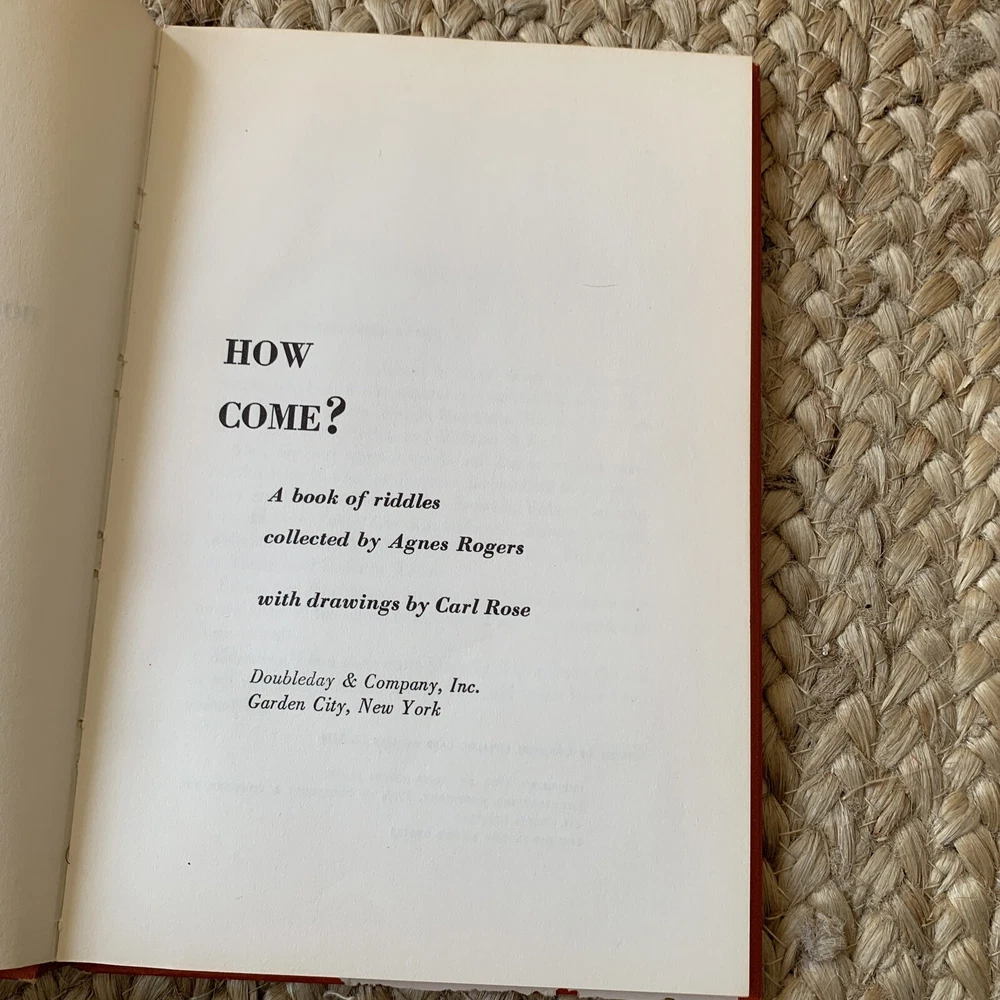 HOW
COME?
A book of riddles
collected by Agnes Rogers
with drawings by Carl Rose
Doubleday & Company, Inc.
Garden City, New York